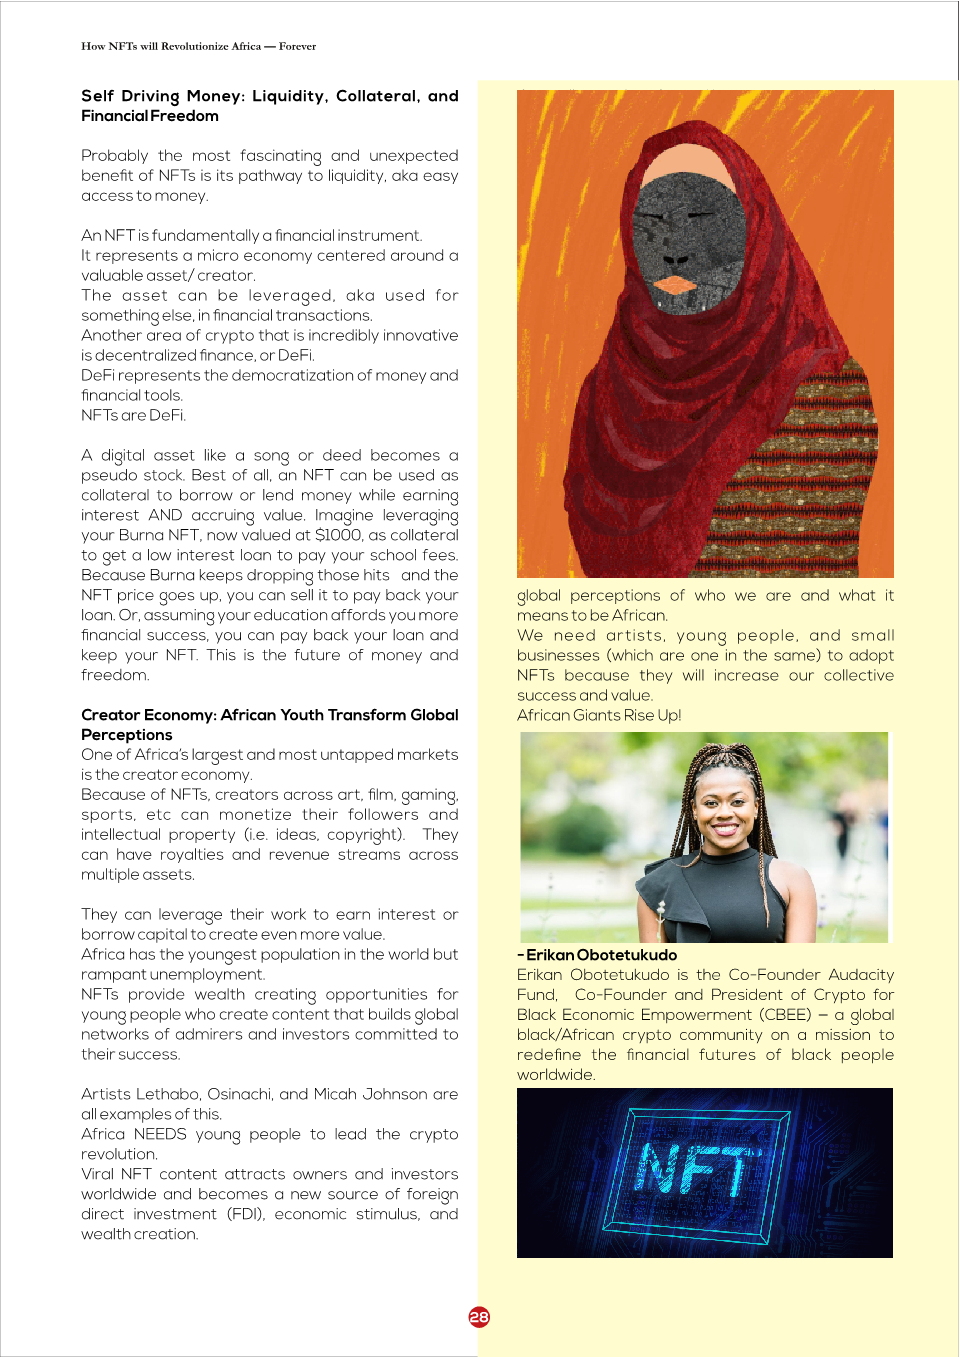 How NFTs will Revolutionize Africa — Forever
Self Driving Money: Liquidity, Collateral, and
Financial Freedom
Probably the most fascinating and unexpected
benefit of NFTs is its pathway to liquidity, aka easy
access to money.
An NFT is fundamentally a financial instrument.
It represents a micro economy centered around a
valuable asset/ creator.
The asset can be leveraged, aka used for
something else, in financial transactions.
Another area of crypto that is incredibly innovative
is decentralized finance, or DeFi.
DeFi represents the democratization of money and
financial tools.
NFTs are DeFi.
A digital asset like a song or deed becomes a
pseudo stock. Best of all, an NFT can be used as
collateral to borrow or lend money while earning
interest AND accruing value. Imagine leveraging
your Burna NFT, now valued at $1000, as collateral
to get a low interest loan to pay your school fees.
Because Burna keeps dropping those hits and the
NFT price goes up, you can sell it to pay back your
loan. Or, assuming your education affords you more
financial success, you can pay back your loan and
keep your NFT. This is the future of money and
freedom.
Creator Economy: African Youth Transform Global
Perceptions
One of Africa's largest and most untapped markets
is the creator economy.
Because of NFTs, creators across art, film, gaming,
sports, etc can monetize their followers and
intellectual property (i.e. ideas, copyright). They
can have royalties and revenue streams across
multiple assets.
They can leverage their work to earn interest or
borrow capital to create even more value.
Africa has the youngest population in the world but
rampant unemployment.
NFTs provide wealth creating opportunities for
young people who create content that builds global
networks of admirers and investors committed to
their success.
Artists Lethabo, Osinachi, and Micah Johnson are
all examples of this.
Africa NEEDS young people to lead the crypto
revolution.
Viral NFT content attracts owners and investors
worldwide and becomes a new source of foreign
direct investment (FDI), economic stimulus, and
wealth creation.
global perceptions of who we are and what it
means to be African.
We need artists, young people, and small
businesses (which are one in the same) to adopt
NFTs because they will increase our collective
success and value.
African Giants Rise Up!
- Erikan Obotetukudo
Erikan Obotetukudo is the Co-Founder Audacity
Fund, Co-Founder and President of Crypto for
Black Economic Empowerment (CBEE) — a global
black/African crypto community on a mission to
redefine the financial futures of black people
worldwide.
NFT
28